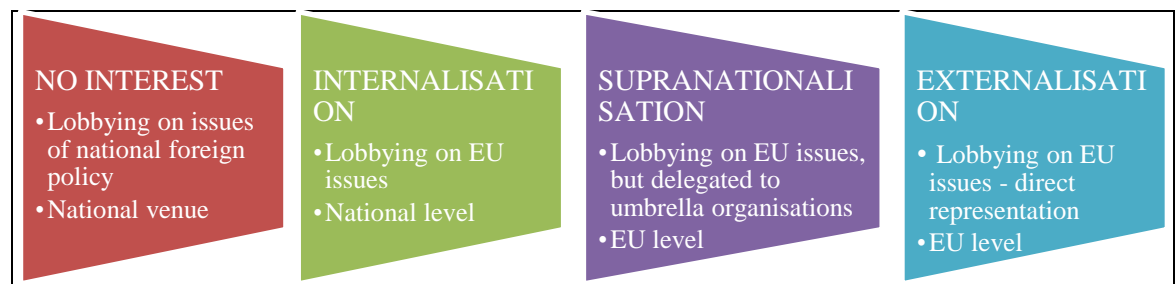 NO INTEREST
•Lobbying on issues
of national foreign
policy
•National venue
INTERNALISATI
ON
•Lobbying on EU
issues
•National level
SUPRANATIONALI
SATION
•Lobbying on EU issues,
but delegated to
umbrella organisations
•EU level
EXTERNALISATI
ON
• Lobbying on EU
issues - direct
representation
•EU level